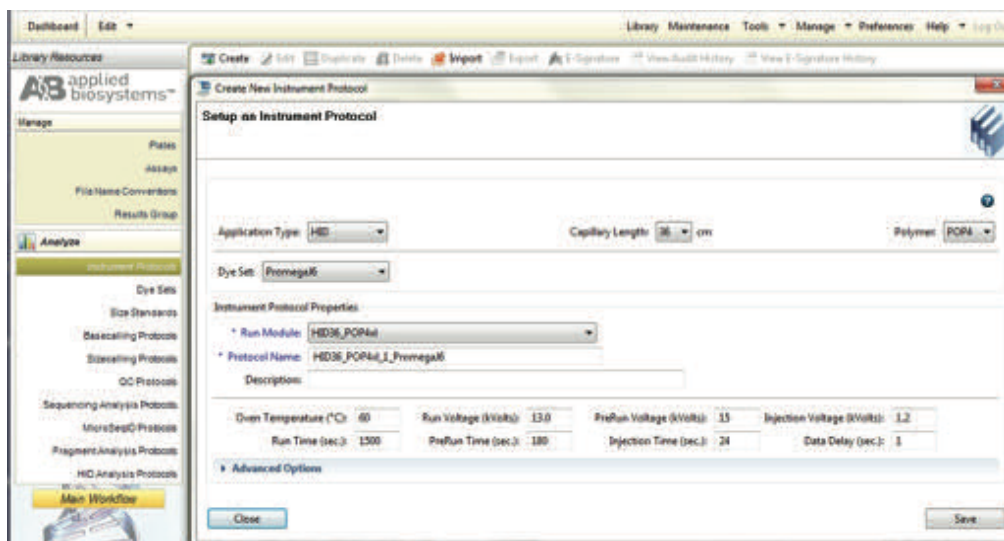 Dashboard Edit
Library Maintenance Tools Manage Preferences Help Log Out
Library Resources
Create Edit Duplicate Delete Import Export E-Signature View Audit History View E-Signature History
AB applied biosystems™
Create New Instrument Protocol
Setup an Instrument Protocol
Manage
Plates
Assays
File Name Conventions
Results Group
Analyze
Instrument Protocols
Dye Sets
Size Standards
Basecalling Protocols
Sizecalling Protocols
QC Protocols
Sequencing Analysis Protocols
MicroSeqID Protocols
Fragment Analysis Protocols
HID Analysis Protocols
Main Workflow
Application Type: HID Capillary Length: 36 cm Polymer: POP4
Dye Set: PromegaJ6
Instrument Protocol Properties
* Run Module: HID36_POP4xl
* Protocol Name: HID36_POP4xl_1_PromegaJ6
Description:
Oven Temperature (°C): 60 Run Voltage (kVolts): 13.0 PreRun Voltage (kVolts): 15 Injection Voltage (kVolts): 1.2
Run Time (sec.): 1500 PreRun Time (sec.): 180 Injection Time (sec.): 24 Data Delay (sec.): 1
Advanced Options
Close Save